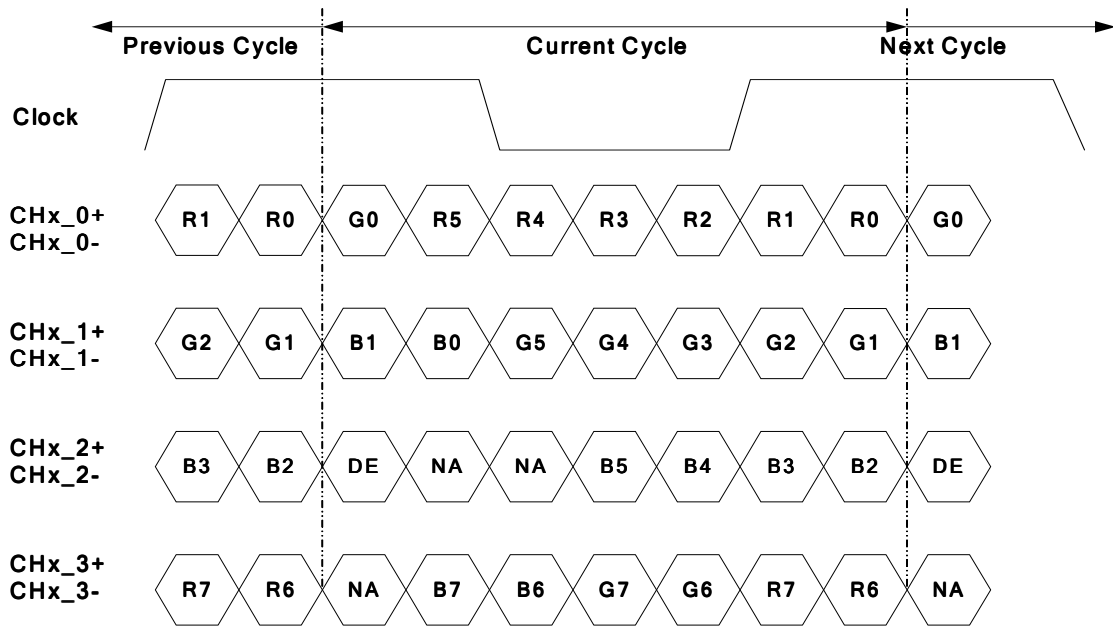 Previous Cycle Current Cycle Next Cycle
Clock
CHx_0+
CHx_0-
R1 R0 G0 R5 R4 R3 R2 R1 R0 G0
CHx_1+
CHx_1-
G2 G1 B1 B0 G5 G4 G3 G2 G1 B1
CHx_2+
CHx_2-
B3 B2 DE NA NA B5 B4 B3 B2 DE
CHx_3+
CHx_3-
R7 R6 NA B7 B6 G7 G6 R7 R6 NA